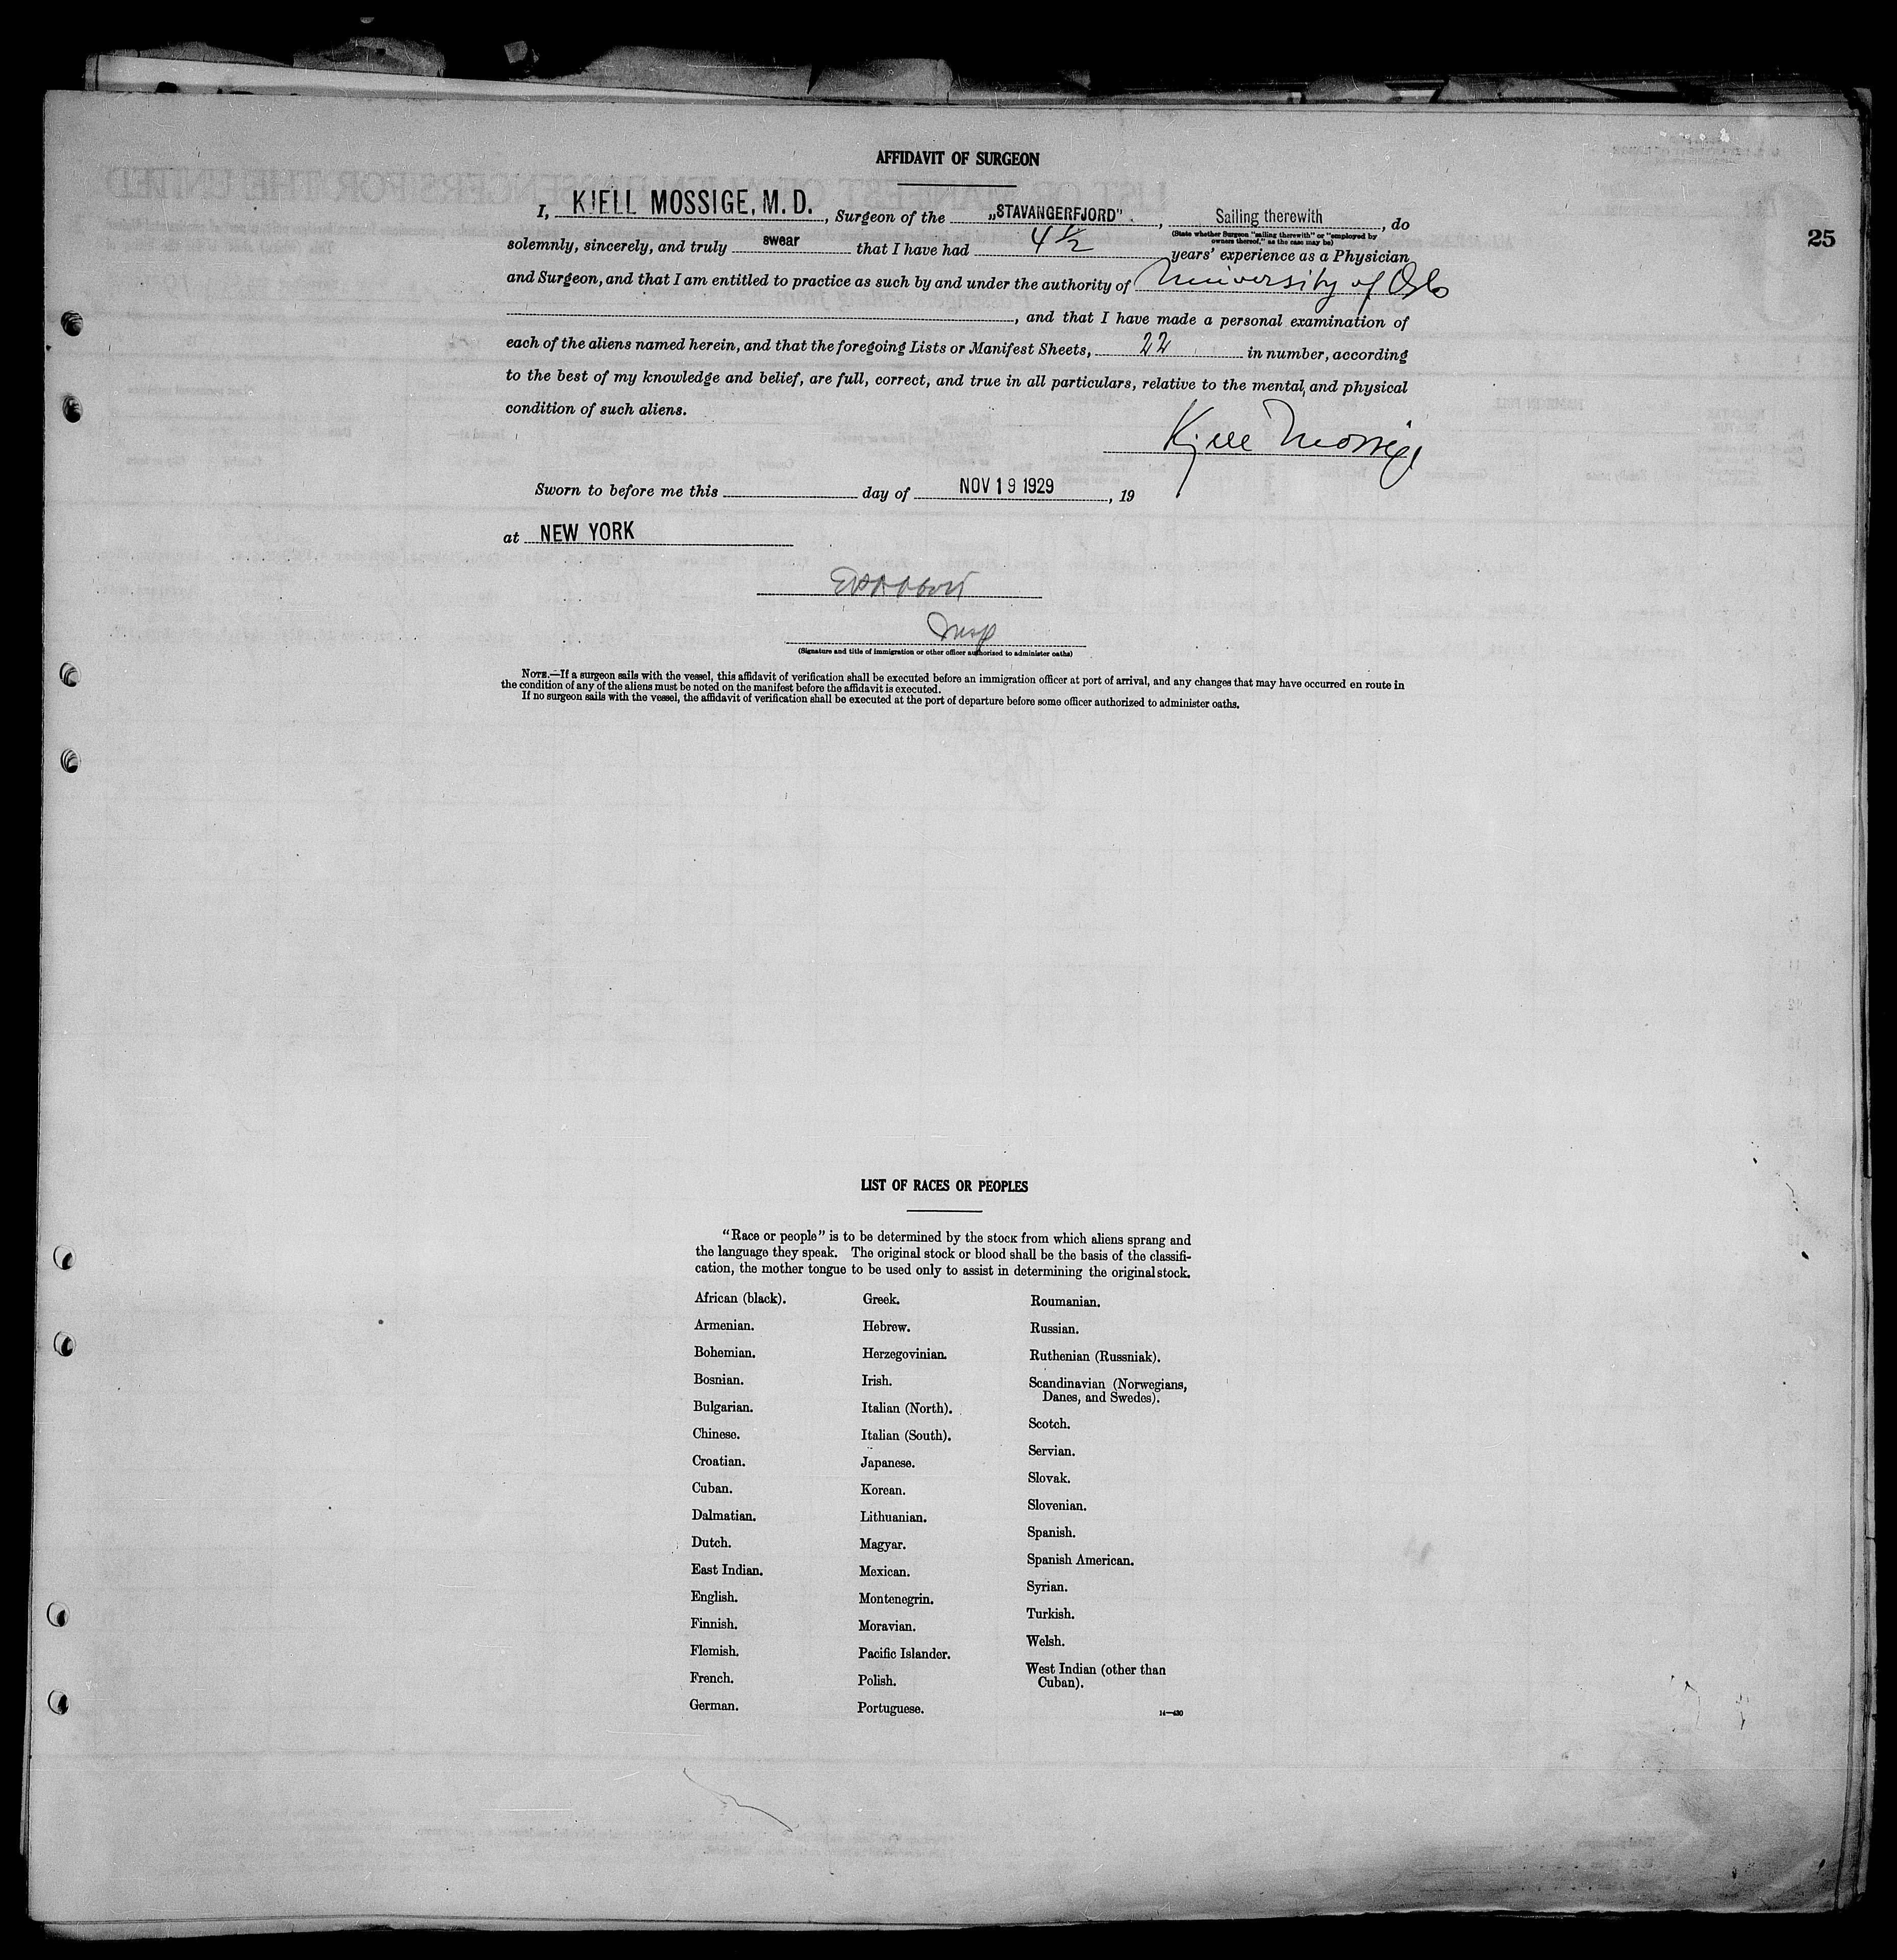 AFFIDAVIT OF SURGEON
25
I, KJELL MOSSIGE, M. D., Surgeon of the „STAVANGERFJORD", Sailing therewith, do
(State whether Surgeon "sailing therewith" or "employed by
owners thereof," as the case may be)
solemnly, sincerely, and truly swear that I have had 4 1/2 years' experience as a Physician
and Surgeon, and that I am entitled to practice as such by and under the authority of University of Oslo
, and that I have made a personal examination of
each of the aliens named herein, and that the foregoing Lists or Manifest Sheets, 22 in number, according
to the best of my knowledge and belief, are full, correct, and true in all particulars, relative to the mental and physical
condition of such aliens.
Kjell Mossige
Sworn to before me this day of NOV 19 1929, 19
at NEW YORK
Insp
(Signature and title of immigration or other officer authorized to administer oaths)
NOTE.—If a surgeon sails with the vessel, this affidavit of verification shall be executed before an immigration officer at port of arrival, and any changes that may have occurred en route in
the condition of any of the aliens must be noted on the manifest before the affidavit is executed.
If no surgeon sails with the vessel, the affidavit of verification shall be executed at the port of departure before some officer authorized to administer oaths.
LIST OF RACES OR PEOPLES
"Race or people" is to be determined by the stock from which aliens sprang and
the language they speak. The original stock or blood shall be the basis of the classifi-
cation, the mother tongue to be used only to assist in determining the original stock.
African (black).
Armenian.
Bohemian.
Bosnian.
Bulgarian.
Chinese.
Croatian.
Cuban.
Dalmatian.
Dutch.
East Indian.
English.
Finnish.
Flemish.
French.
German.
Greek.
Hebrew.
Herzegovinian.
Irish.
Italian (North).
Italian (South).
Japanese.
Korean.
Lithuanian.
Magyar.
Mexican.
Montenegrin.
Moravian.
Pacific Islander.
Polish.
Portuguese.
Roumanian.
Russian.
Ruthenian (Russniak).
Scandinavian (Norwegians,
Danes, and Swedes).
Scotch.
Servian.
Slovak.
Slovenian.
Spanish.
Spanish American.
Syrian.
Turkish.
Welsh.
West Indian (other than
Cuban).
14—430